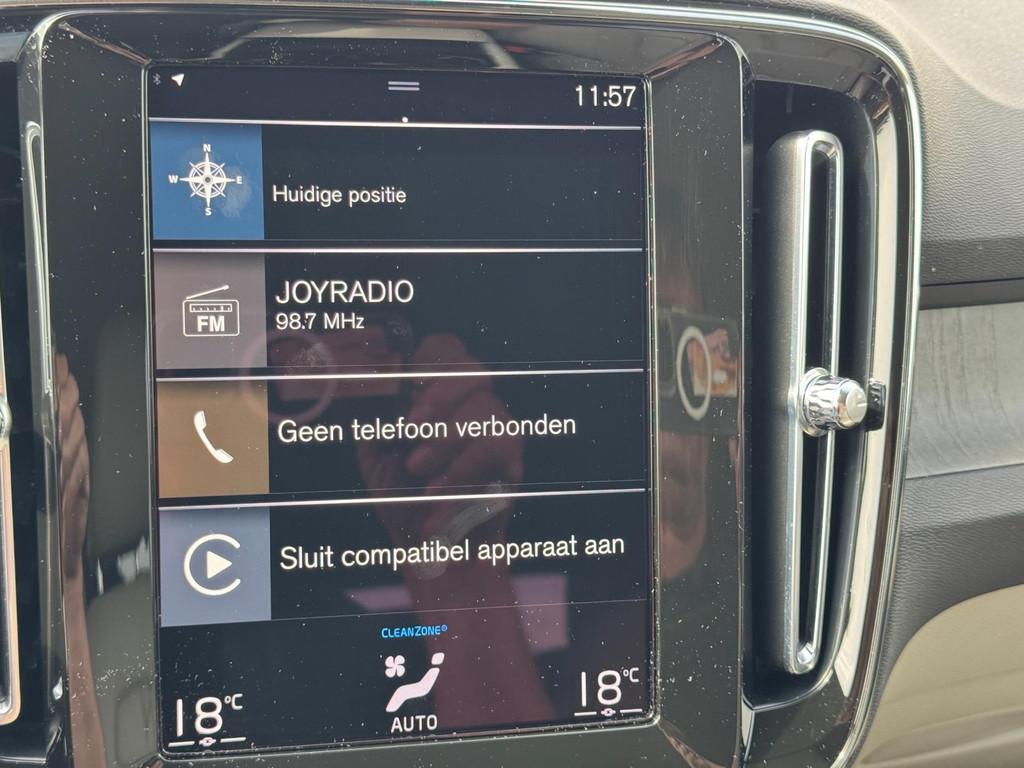 11:57
N
W E
S
Huidige positie
JOYRADIO
FM
98.7 MHz
Geen telefoon verbonden
Sluit compatibel apparaat aan
CLEANZONE®
18°C
AUTO
18°C